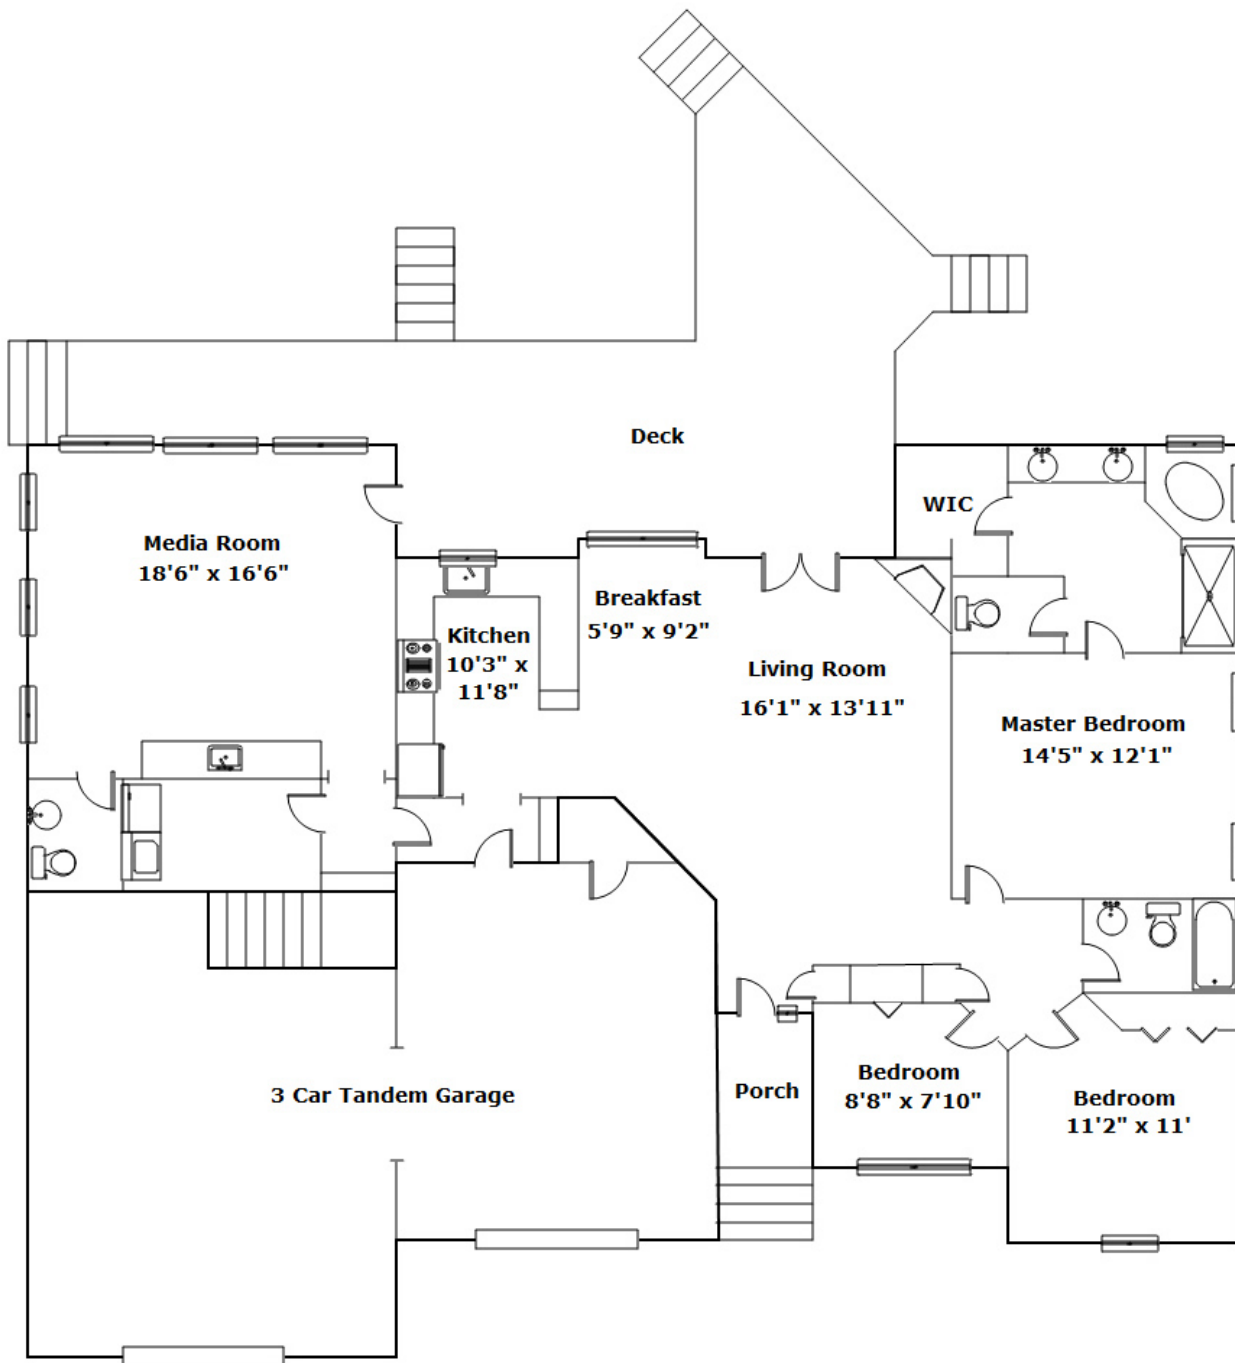 Deck
WIC
Media Room
18'6" x 16'6"
Breakfast
5'9" x 9'2"
Kitchen
10'3" x
11'8"
Living Room
16'1" x 13'11"
Master Bedroom
14'5" x 12'1"
3 Car Tandem Garage
Porch
Bedroom
8'8" x 7'10"
Bedroom
11'2" x 11'